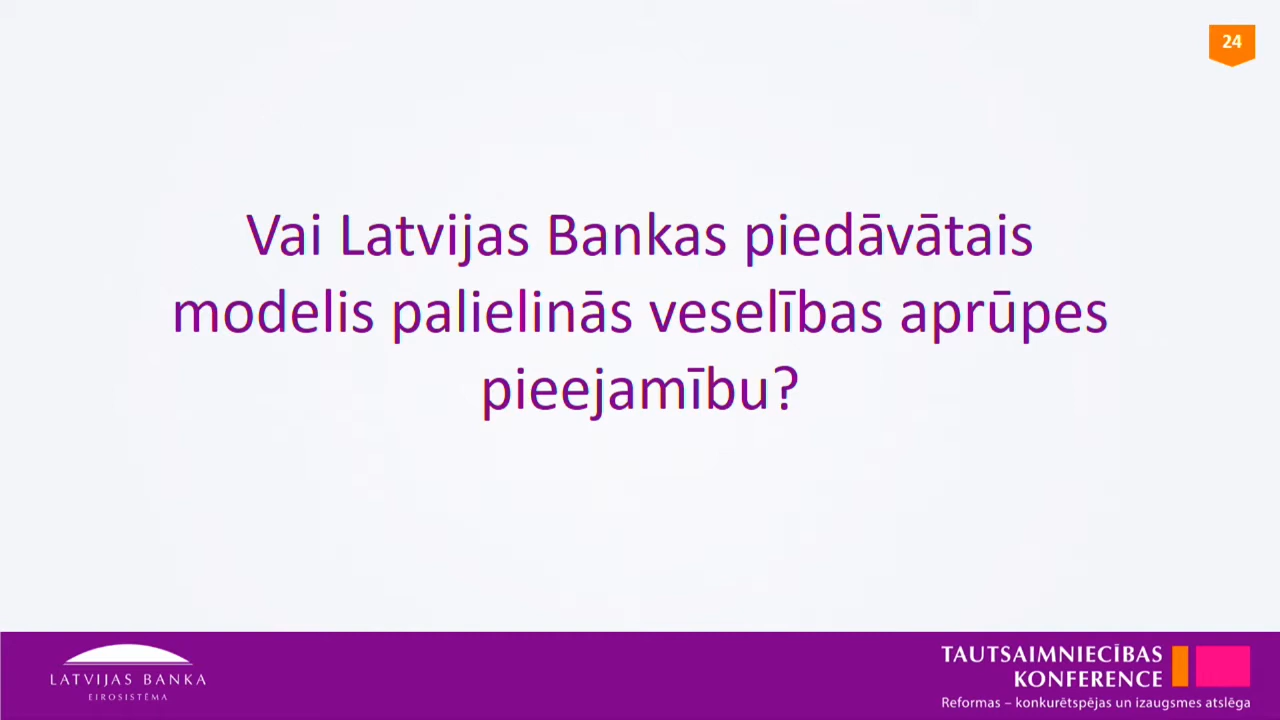 24
Vai Latvijas Bankas piedāvātais
modelis palielinās veselības aprūpes
pieejamību?
LATVIJAS BANKA
EIROSISTĒMA
TAUTSAIMNIECĪBAS
KONFERENCE
Reformas – konkurētspējas un izaugsmes atslēga